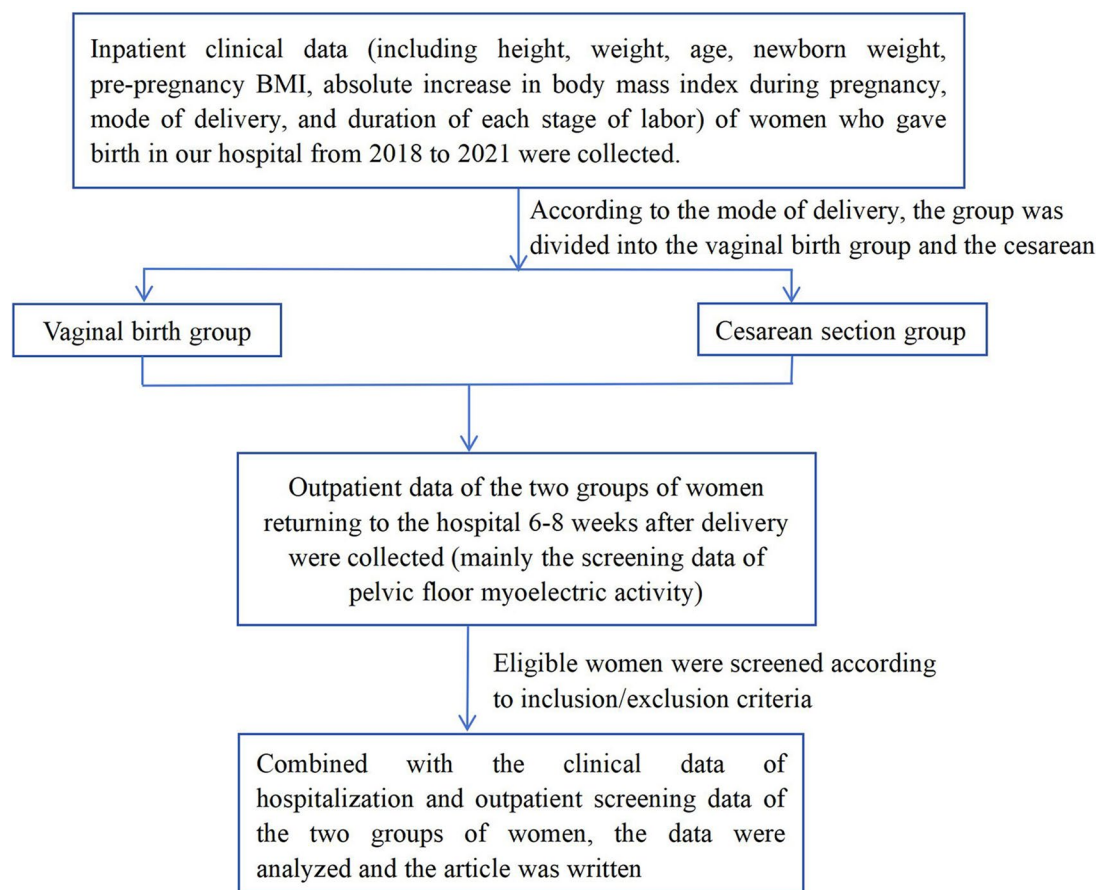 Inpatient clinical data (including height, weight, age, newborn weight,
pre-pregnancy BMI, absolute increase in body mass index during pregnancy,
mode of delivery, and duration of each stage of labor) of women who gave
birth in our hospital from 2018 to 2021 were collected.
According to the mode of delivery, the group was
divided into the vaginal birth group and the cesarean
Vaginal birth group
Cesarean section group
Outpatient data of the two groups of women
returning to the hospital 6-8 weeks after delivery
were collected (mainly the screening data of
pelvic floor myoelectric activity)
Eligible women were screened according
to inclusion/exclusion criteria
Combined with the clinical data of
hospitalization and outpatient screening data of
the two groups of women, the data were
analyzed and the article was written